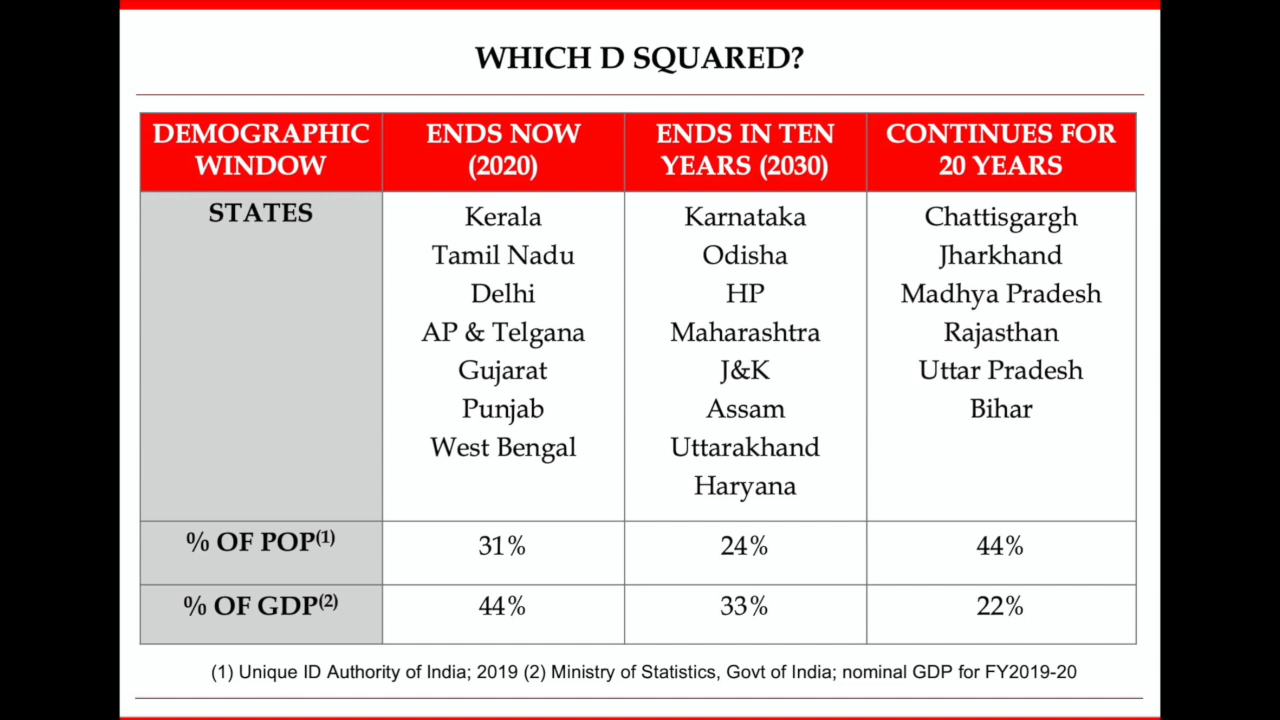 WHICH D SQUARED?
DEMOGRAPHIC WINDOW ENDS NOW (2020) ENDS IN TEN YEARS (2030) CONTINUES FOR 20 YEARS
STATES Kerala Karnataka Chattisgargh
Tamil Nadu Odisha Jharkhand
Delhi HP Madhya Pradesh
AP & Telgana Maharashtra Rajasthan
Gujarat J&K Uttar Pradesh
Punjab Assam Bihar
West Bengal Uttarakhand
Haryana
% OF POP(1) 31% 24% 44%
% OF GDP(2) 44% 33% 22%
(1) Unique ID Authority of India; 2019 (2) Ministry of Statistics, Govt of India; nominal GDP for FY2019-20